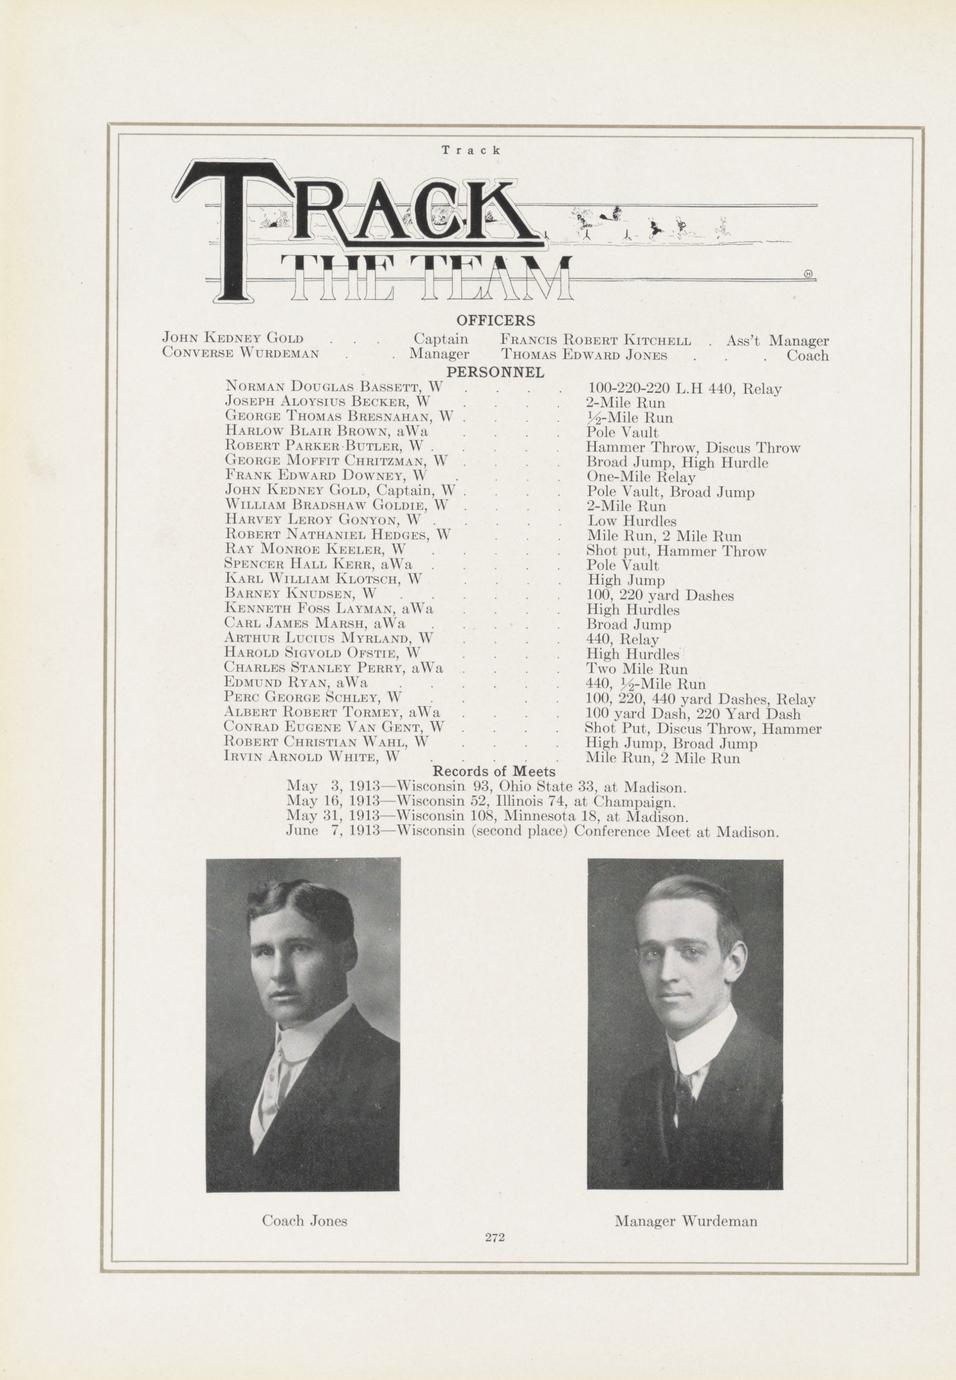 Track
TRACK
THE TEAM
H
OFFICERS
JOHN KEDNEY GOLD . . . Captain FRANCIS ROBERT KITCHELL . Ass't Manager
CONVERSE WURDEMAN . . Manager THOMAS EDWARD JONES . . . Coach
PERSONNEL
NORMAN DOUGLAS BASSETT, W . . . . 100-220-220 L.H 440, Relay
JOSEPH ALOYSIUS BECKER, W . . . . 2-Mile Run
GEORGE THOMAS BRESNAHAN, W . . . . ½-Mile Run
HARLOW BLAIR BROWN, aWa . . . . Pole Vault
ROBERT PARKER BUTLER, W . . . . . Hammer Throw, Discus Throw
GEORGE MOFFIT CHRITZMAN, W . . . . Broad Jump, High Hurdle
FRANK EDWARD DOWNEY, W . . . . One-Mile Relay
JOHN KEDNEY GOLD, Captain, W . . . . Pole Vault, Broad Jump
WILLIAM BRADSHAW GOLDIE, W . . . . 2-Mile Run
HARVEY LEROY GONYON, W . . . . . Low Hurdles
ROBERT NATHANIEL HEDGES, W . . . Mile Run, 2 Mile Run
RAY MONROE KEELER, W . . . . . Shot put, Hammer Throw
SPENCER HALL KERR, aWa . . . . . Pole Vault
KARL WILLIAM KLOTSCH, W . . . . High Jump
BARNEY KNUDSEN, W . . . . . . 100, 220 yard Dashes
KENNETH FOSS LAYMAN, aWa . . . . High Hurdles
CARL JAMES MARSH, aWa . . . . . Broad Jump
ARTHUR LUCIUS MYRLAND, W . . . . 440, Relay
HAROLD SIGVOLD OFSTIE, W . . . . High Hurdles
CHARLES STANLEY PERRY, aWa . . . . Two Mile Run
EDMUND RYAN, aWa . . . . . . 440, ½-Mile Run
PERC GEORGE SCHLEY, W . . . . . 100, 220, 440 yard Dashes, Relay
ALBERT ROBERT TORMEY, aWa . . . . 100 yard Dash, 220 Yard Dash
CONRAD EUGENE VAN GENT, W . . . . Shot Put, Discus Throw, Hammer
ROBERT CHRISTIAN WAHL, W . . . . High Jump, Broad Jump
IRVIN ARNOLD WHITE, W . . . . . Mile Run, 2 Mile Run
Records of Meets
May 3, 1913—Wisconsin 93, Ohio State 33, at Madison.
May 16, 1913—Wisconsin 52, Illinois 74, at Champaign.
May 31, 1913—Wisconsin 108, Minnesota 18, at Madison.
June 7, 1913—Wisconsin (second place) Conference Meet at Madison.
Coach Jones
Manager Wurdeman
272